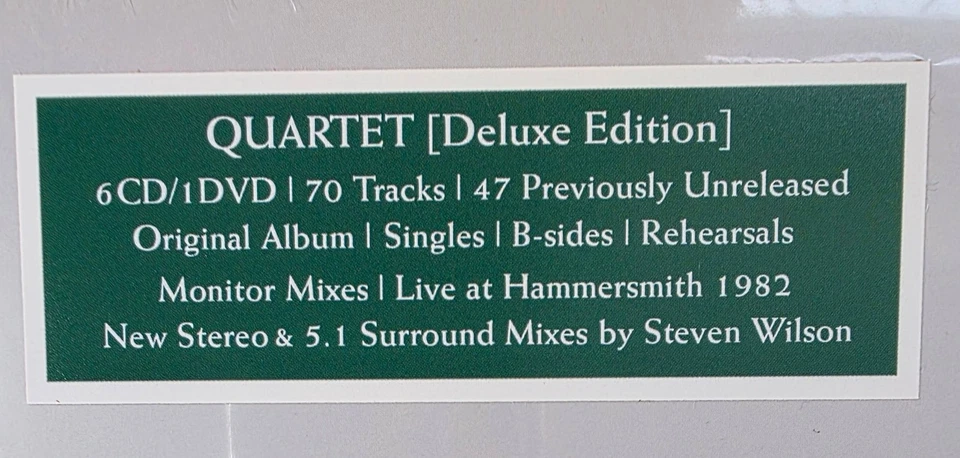 QUARTET [Deluxe Edition]
6CD/1DVD | 70 Tracks | 47 Previously Unreleased
Original Album | Singles | B-sides | Rehearsals
Monitor Mixes | Live at Hammersmith 1982
New Stereo & 5.1 Surround Mixes by Steven Wilson